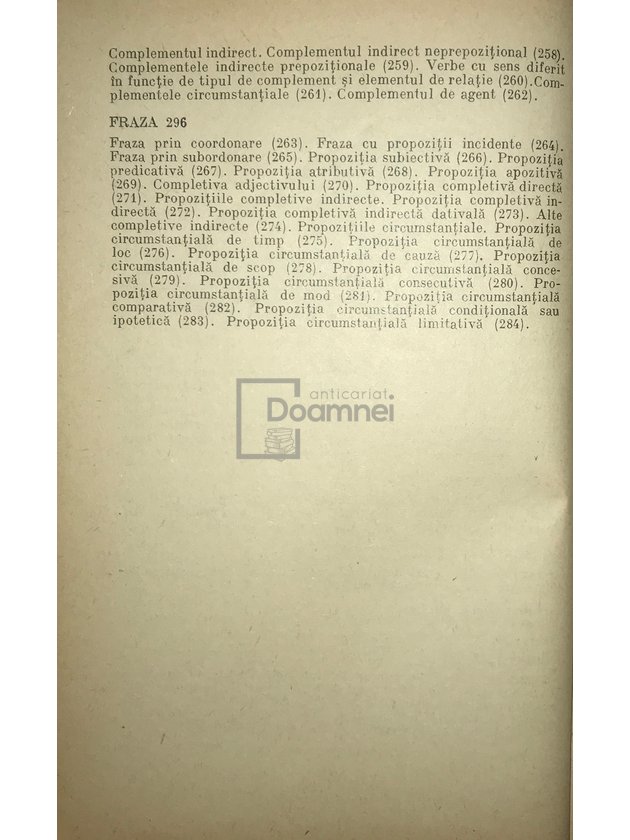 Complementul indirect. Complementul indirect neprepozițional (258).
Complementele indirecte prepoziționale (259). Verbe cu sens diferit
în funcție de tipul de complement și elementul de relație (260).Com-
plementele circumstanțiale (261). Complementul de agent (262).
FRAZA 296
Fraza prin coordonare (263). Fraza cu propoziții incidente (264).
Fraza prin subordonare (265). Propoziția subiectivă (266). Propoziția
predicativă (267). Propoziția atributivă (268). Propoziția apozitivă
(269). Completiva adjectivului (270). Propoziția completivă directă
(271). Propozițiile completive indirecte. Propoziția completivă in-
directă (272). Propoziția completivă indirectă dativală (273). Alte
completive indirecte (274). Propozițiile circumstanțiale. Propoziția
circumstanțială de timp (275). Propoziția circumstanțială de
loc (276). Propoziția circumstanțială de cauză (277). Propoziția
circumstanțială de scop (278). Propoziția circumstanțială conce-
sivă (279). Propoziția circumstanțială consecutivă (280). Pro-
poziția circumstanțială de mod (281). Propoziția circumstanțială
comparativă (282). Propoziția circumstanțială condițională sau
ipotetică (283). Propoziția circumstanțială limitativă (284).
anticariat
Doamnei